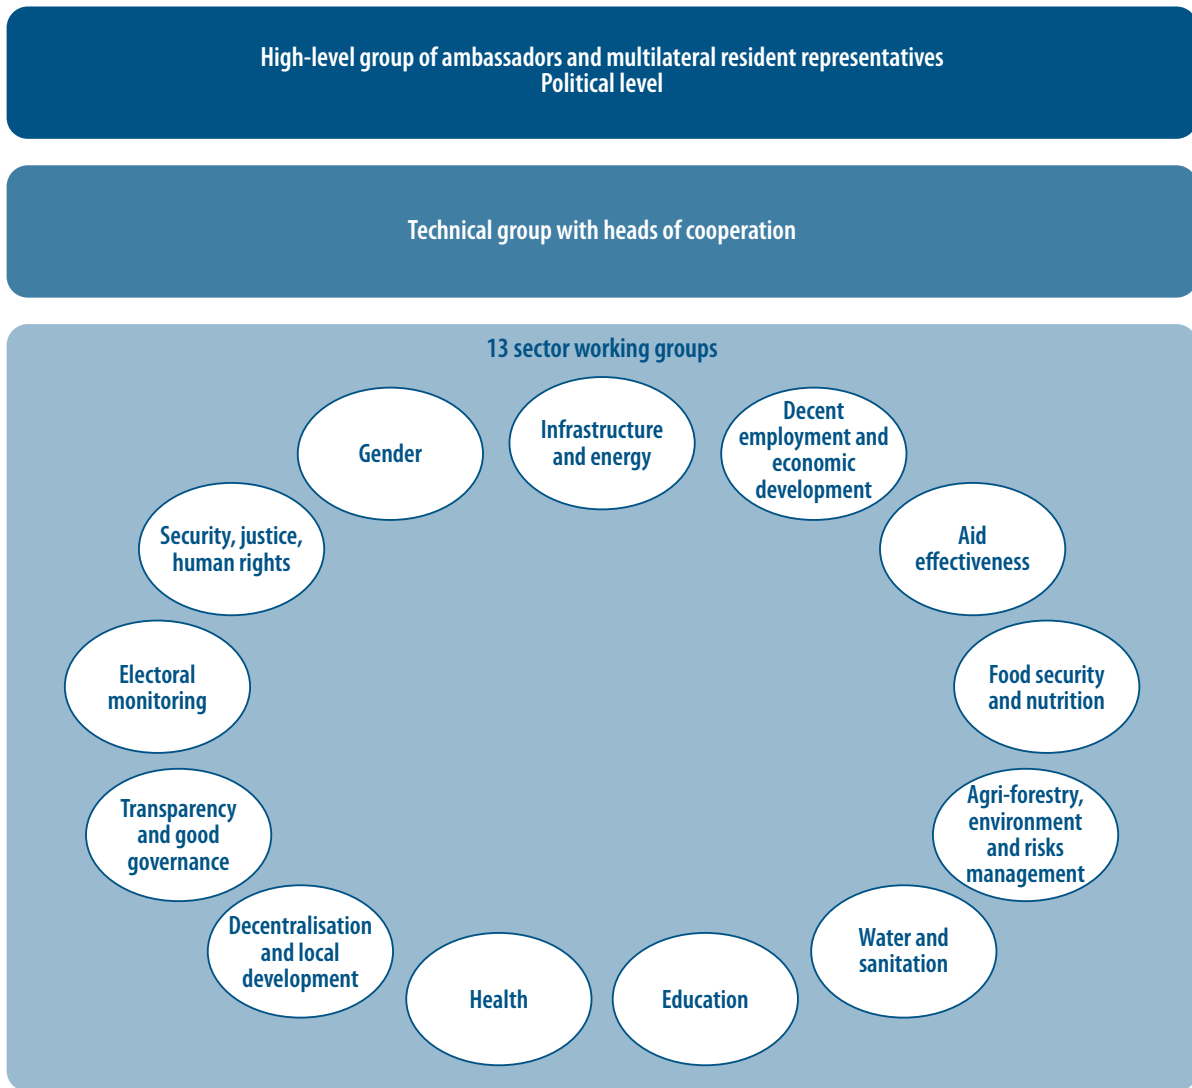 High-level group of ambassadors and multilateral resident representatives
Political level
Technical group with heads of cooperation
13 sector working groups
Infrastructure
and energy
Decent
employment and
economic
development
Aid
effectiveness
Food security
and nutrition
Agri-forestry,
environment
and risks
management
Water and
sanitation
Education
Health
Decentralisation
and local
development
Transparency
and good
governance
Electoral
monitoring
Security, justice,
human rights
Gender